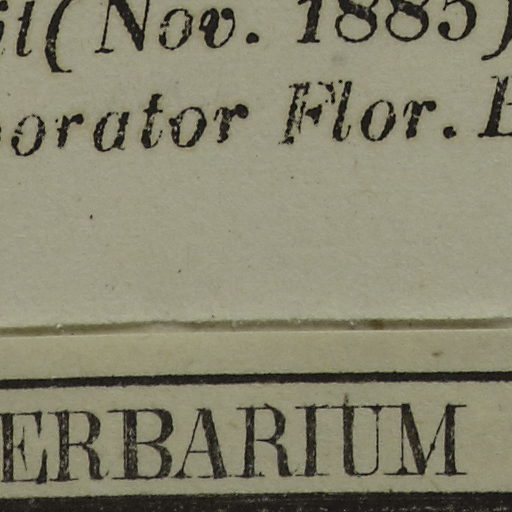 it (Nov. 1885)
orator Flor.
ERBARIUM